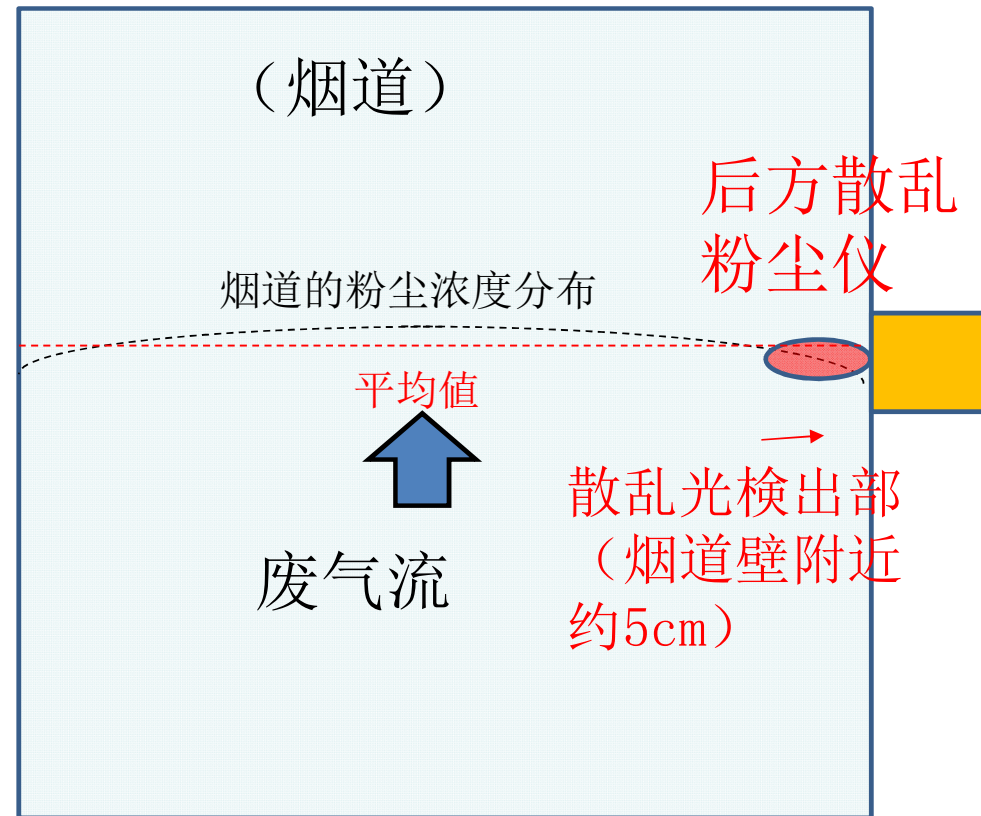 （烟道）
后方散乱
粉尘仪
烟道的粉尘浓度分布
平均値
散乱光検出部
（烟道壁附近
约5cm）
废气流